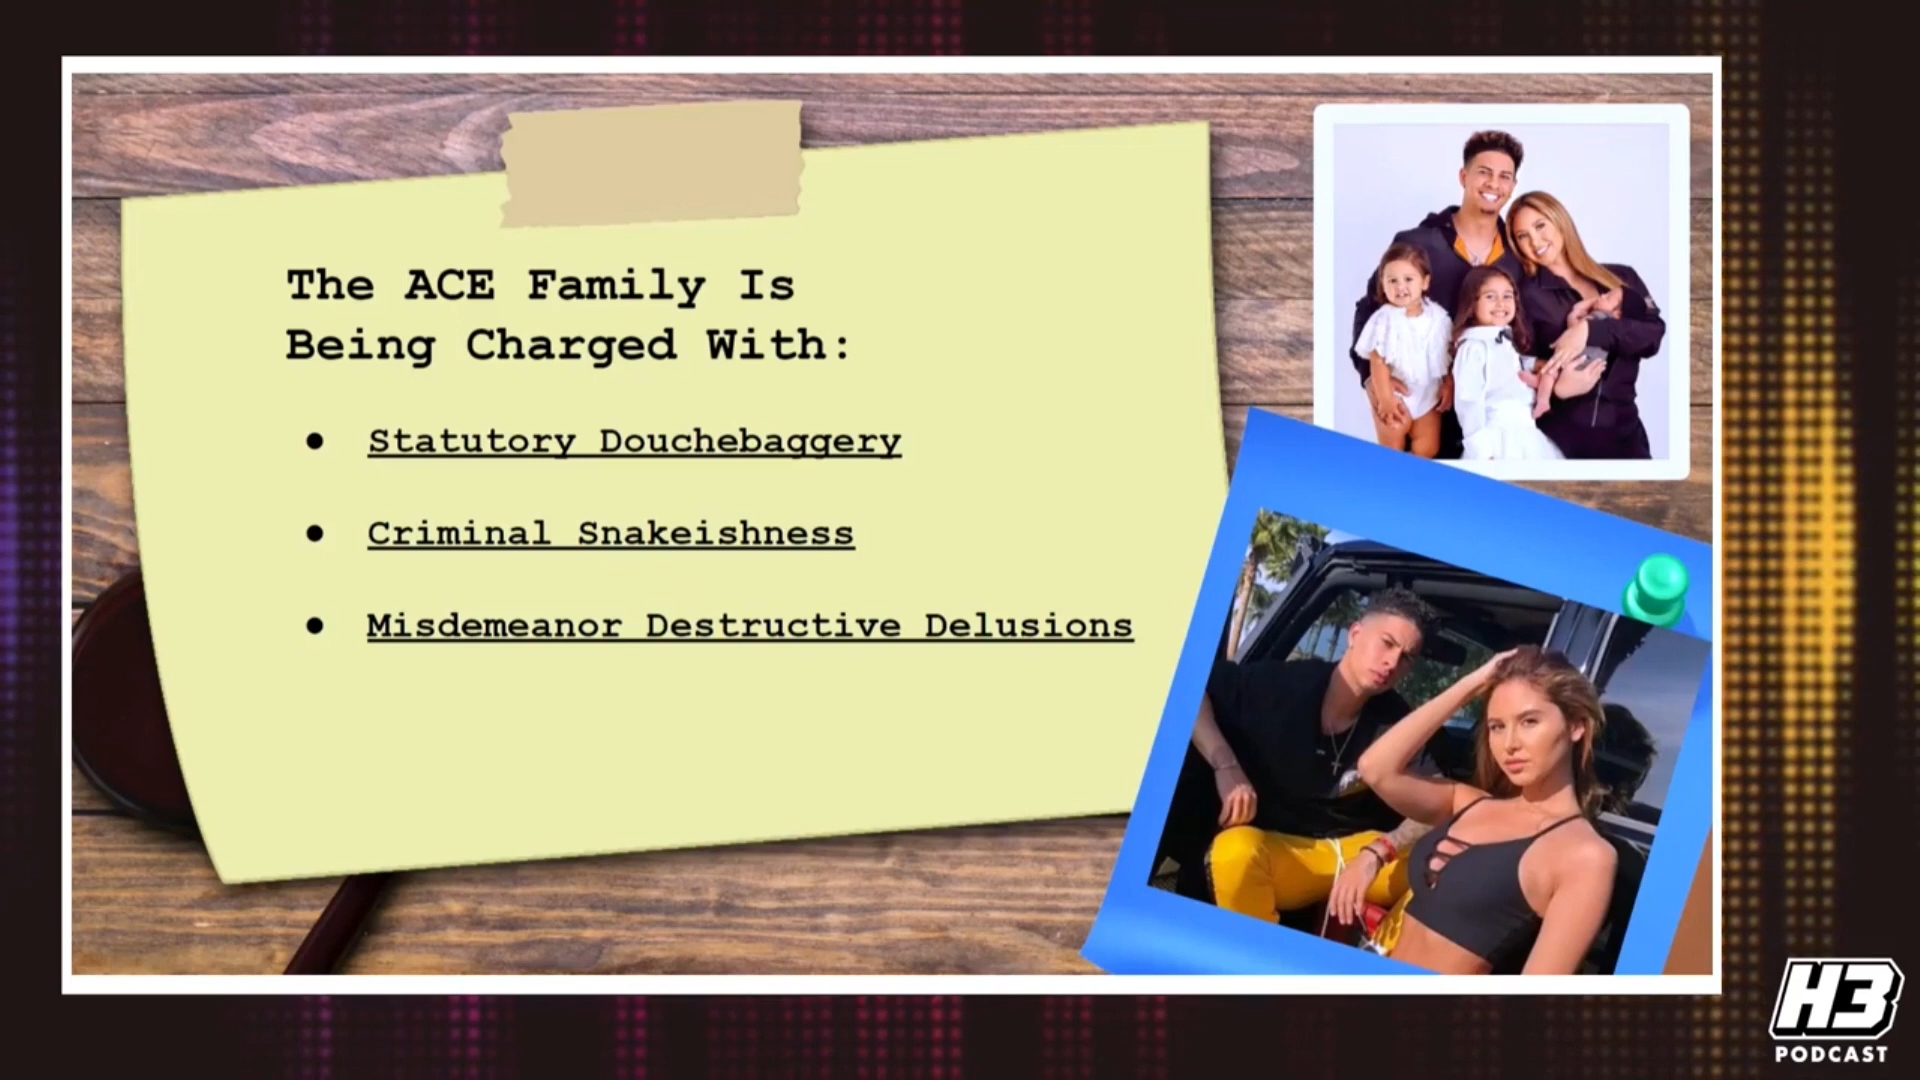 The ACE Family Is
Being Charged With:
● Statutory Douchebaggery
● Criminal Snakeishness
● Misdemeanor Destructive Delusions
H3
PODCAST